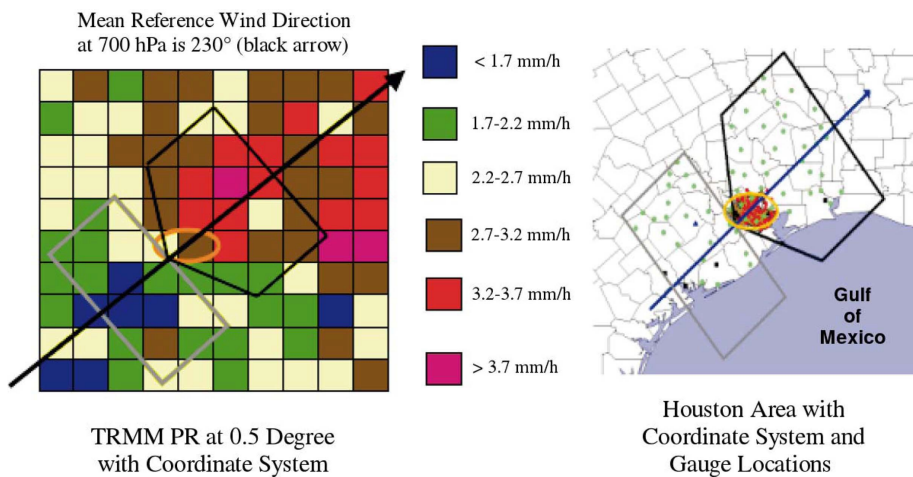 Mean Reference Wind Direction
at 700 hPa is 230° (black arrow)
< 1.7 mm/h
1.7-2.2 mm/h
2.2-2.7 mm/h
2.7-3.2 mm/h
3.2-3.7 mm/h
> 3.7 mm/h
TRMM PR at 0.5 Degree
with Coordinate System
Gulf
of
Mexico
Houston Area with
Coordinate System and
Gauge Locations